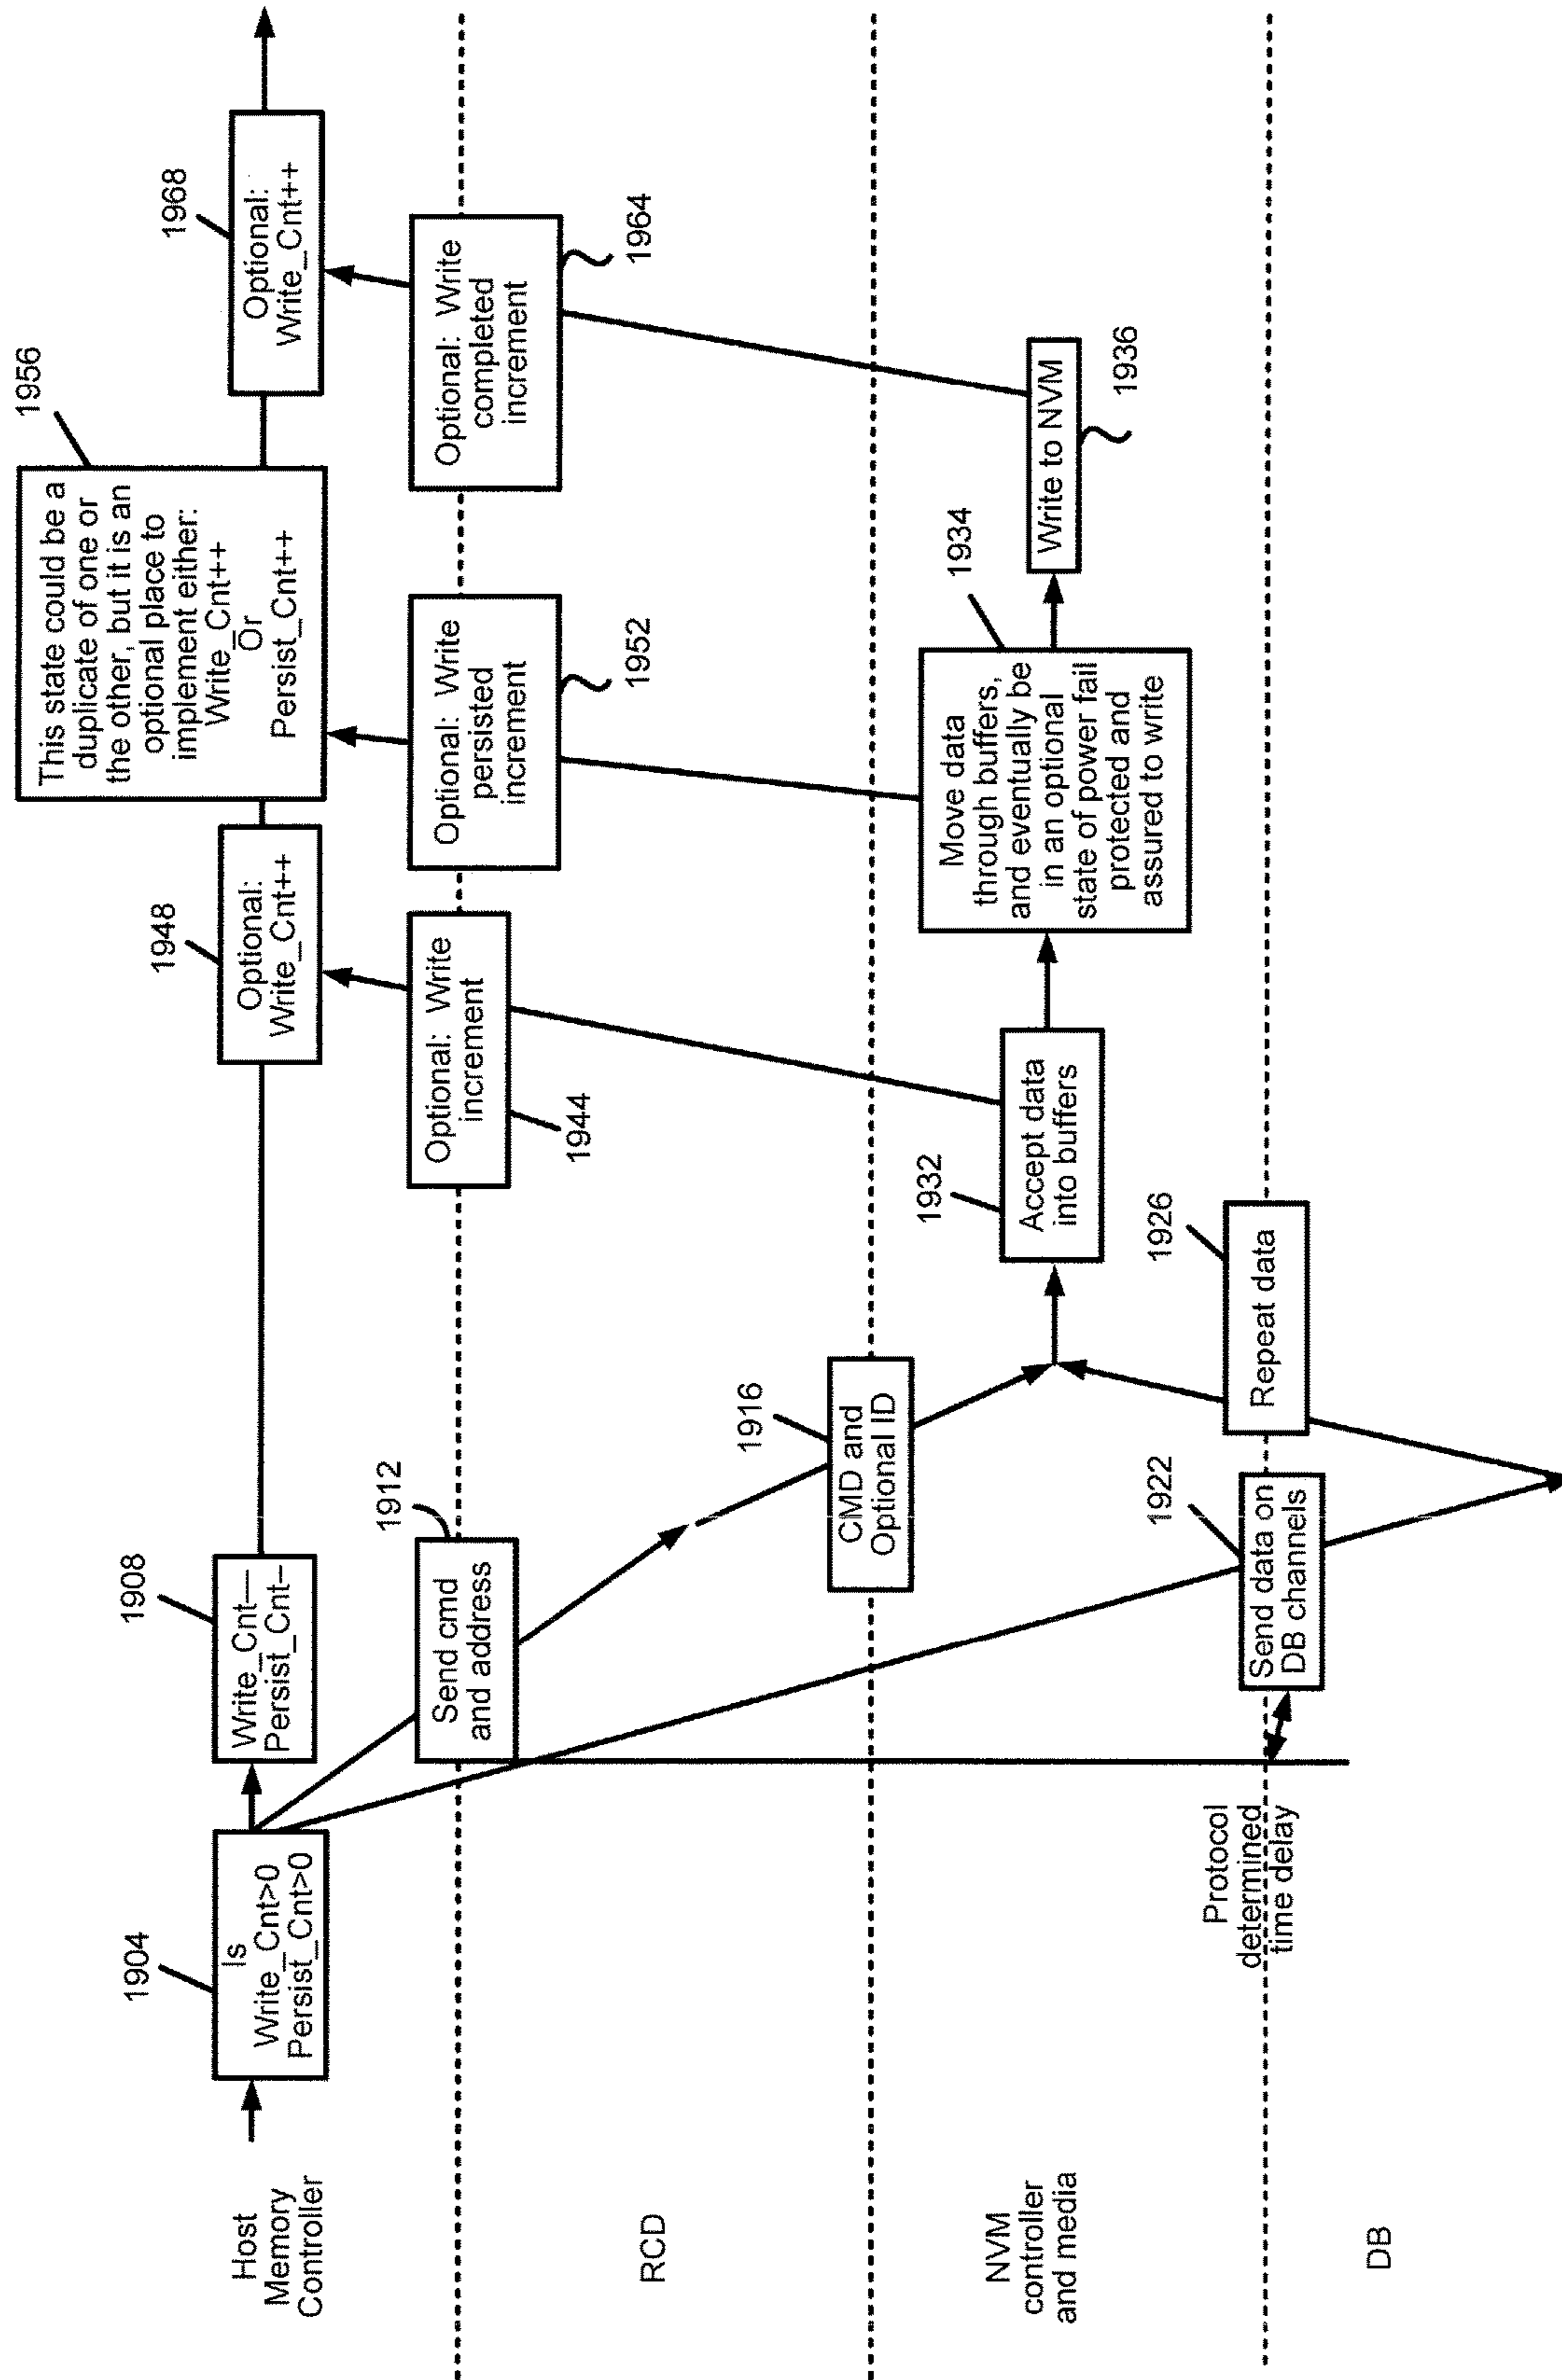 Host
Memory
Controller
1904
Is
Write_Cnt>0
Persist_Cnt>0
1908
Write_Cnt—
Persist_Cnt–
1948
Optional:
Write_Cnt++
1956
This state could be a
duplicate of one or
the other, but it is an
optional place to
implement either:
Write_Cnt++
Or
Persist_Cnt++
1968
Optional:
Write_Cnt++
RCD
1912
Send cmd
and address
Optional: Write
increment
1944
Optional: Write
persisted
increment
1952
Optional: Write
completed
increment
1964
NVM
controller
and media
1916
CMD and
Optional ID
1932
Accept data
into buffers
1934
Move data
through buffers,
and eventually be
in an optional
state of power fail
protected and
assured to write
Write to NVM
1936
DB
Protocol
determined
time delay
1922
Send data on
DB channels
1926
Repeat data